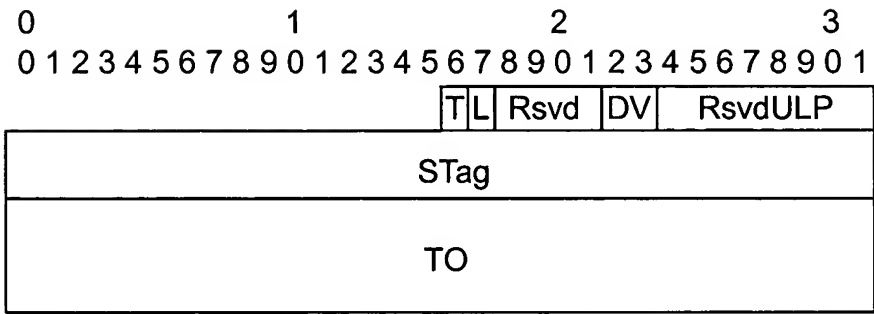 0 1 2 3
0 1 2 3 4 5 6 7 8 9 0 1 2 3 4 5 6 7 8 9 0 1 2 3 4 5 6 7 8 9 0 1
T L Rsvd DV RsvdULP
STag
TO